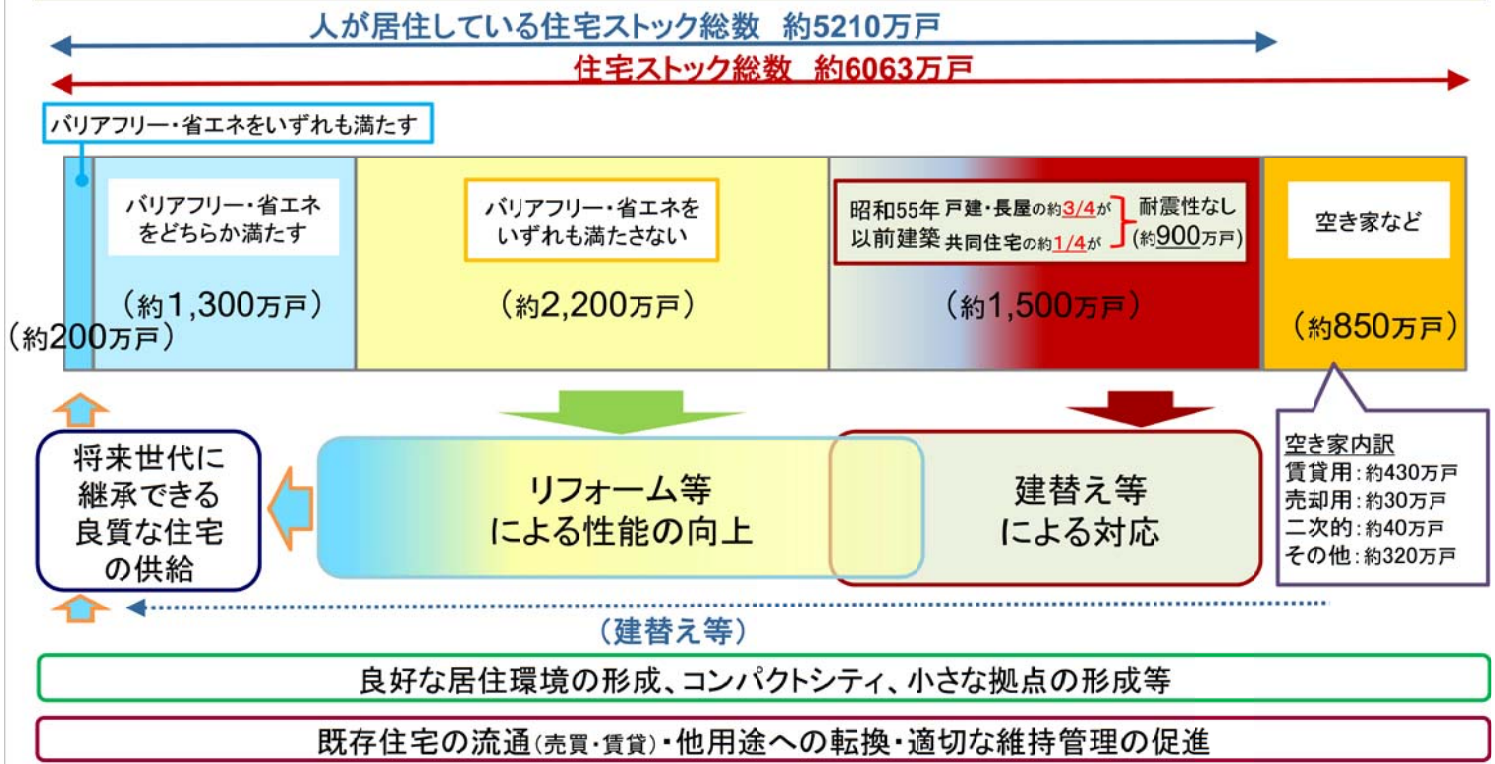 人が居住している住宅ストック総数 約5210万戸
住宅ストック総数 約6063万戸
バリアフリー・省エネをいずれも満たす
バリアフリー・省エネ
をどちらか満たす
バリアフリー・省エネを
いずれも満たさない
昭和55年 戸建・長屋の約3/4が 耐震性なし
以前建築 共同住宅の約1/4が (約900万戸)
空き家など
(約200万戸)
(約1,300万戸)
(約2,200万戸)
(約1,500万戸)
(約850万戸)
将来世代に
継承できる
良質な住宅
の供給
リフォーム等
による性能の向上
建替え等
による対応
空き家内訳
賃貸用:約430万戸
売却用:約30万戸
二次的:約40万戸
その他:約320万戸
(建替え等)
良好な居住環境の形成、コンパクトシティ、小さな拠点の形成等
既存住宅の流通(売買・賃貸)・他用途への転換・適切な維持管理の促進